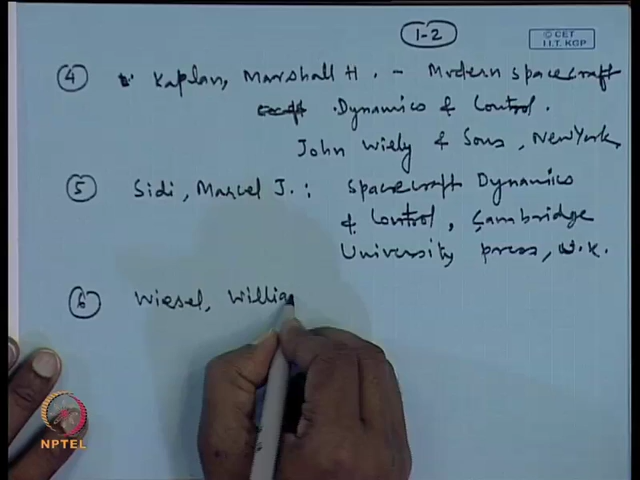 1-2
© CET
I.I.T. KGP
4 Kaplan, Marshall H. - Modern Spacecraft
Dynamics & Control.
John Wiely & Sons, New York
5 Sidi, Marcel J. : Spacecraft Dynamics
& Control, Cambridge
University press, U.K.
6 Wiesel, Willia
NPTEL